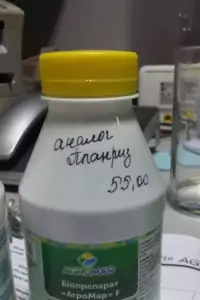 аналог
Планриз
55,00
АГРОМАР
Біопрепарат
«АгроМар» F